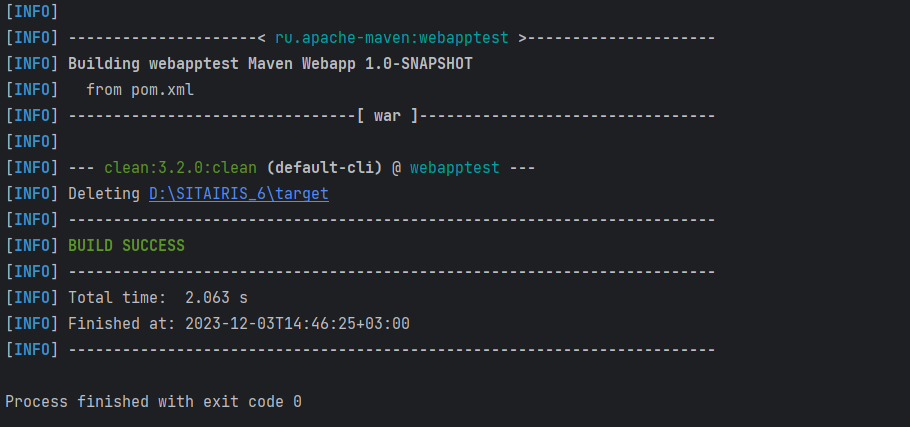 [INFO]
[INFO] ---------------------< ru.apache-maven:webapptest >---------------------
[INFO] Building webapptest Maven Webapp 1.0-SNAPSHOT
[INFO]   from pom.xml
[INFO] --------------------------------[ war ]---------------------------------
[INFO]
[INFO] --- clean:3.2.0:clean (default-cli) @ webapptest ---
[INFO] Deleting D:\SITAIRIS_6\target
[INFO] ------------------------------------------------------------------------
[INFO] BUILD SUCCESS
[INFO] ------------------------------------------------------------------------
[INFO] Total time:  2.063 s
[INFO] Finished at: 2023-12-03T14:46:25+03:00
[INFO] ------------------------------------------------------------------------
Process finished with exit code 0